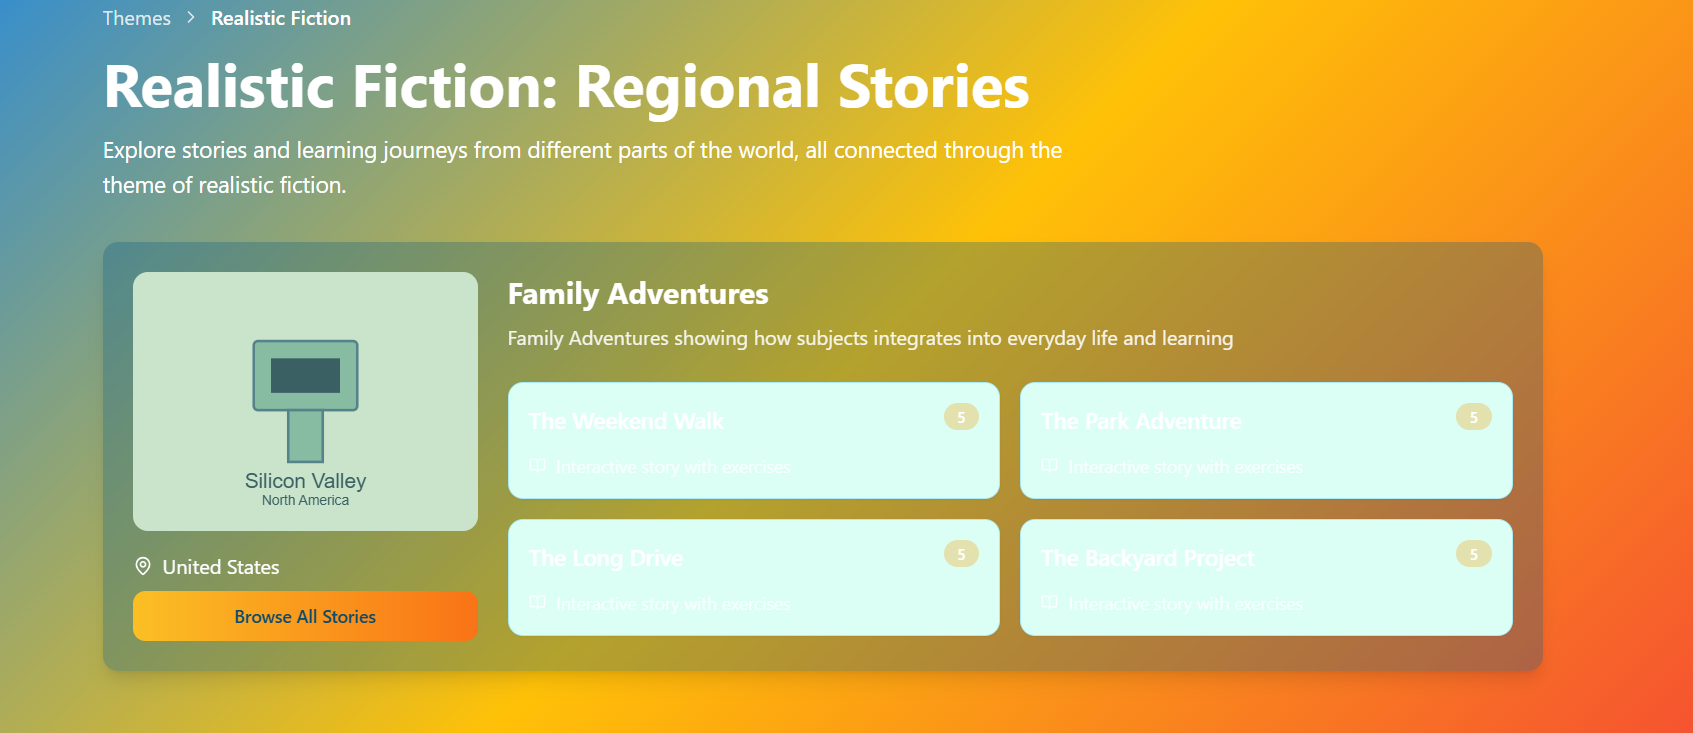 Themes > Realistic Fiction
Realistic Fiction: Regional Stories
Explore stories and learning journeys from different parts of the world, all connected through the
theme of realistic fiction.
Silicon Valley
North America
United States
Browse All Stories
Family Adventures
Family Adventures showing how subjects integrates into everyday life and learning
The Weekend Walk 5
Interactive story with exercises
The Park Adventure 5
Interactive story with exercises
The Long Drive 5
Interactive story with exercises
The Backyard Project 5
Interactive story with exercises